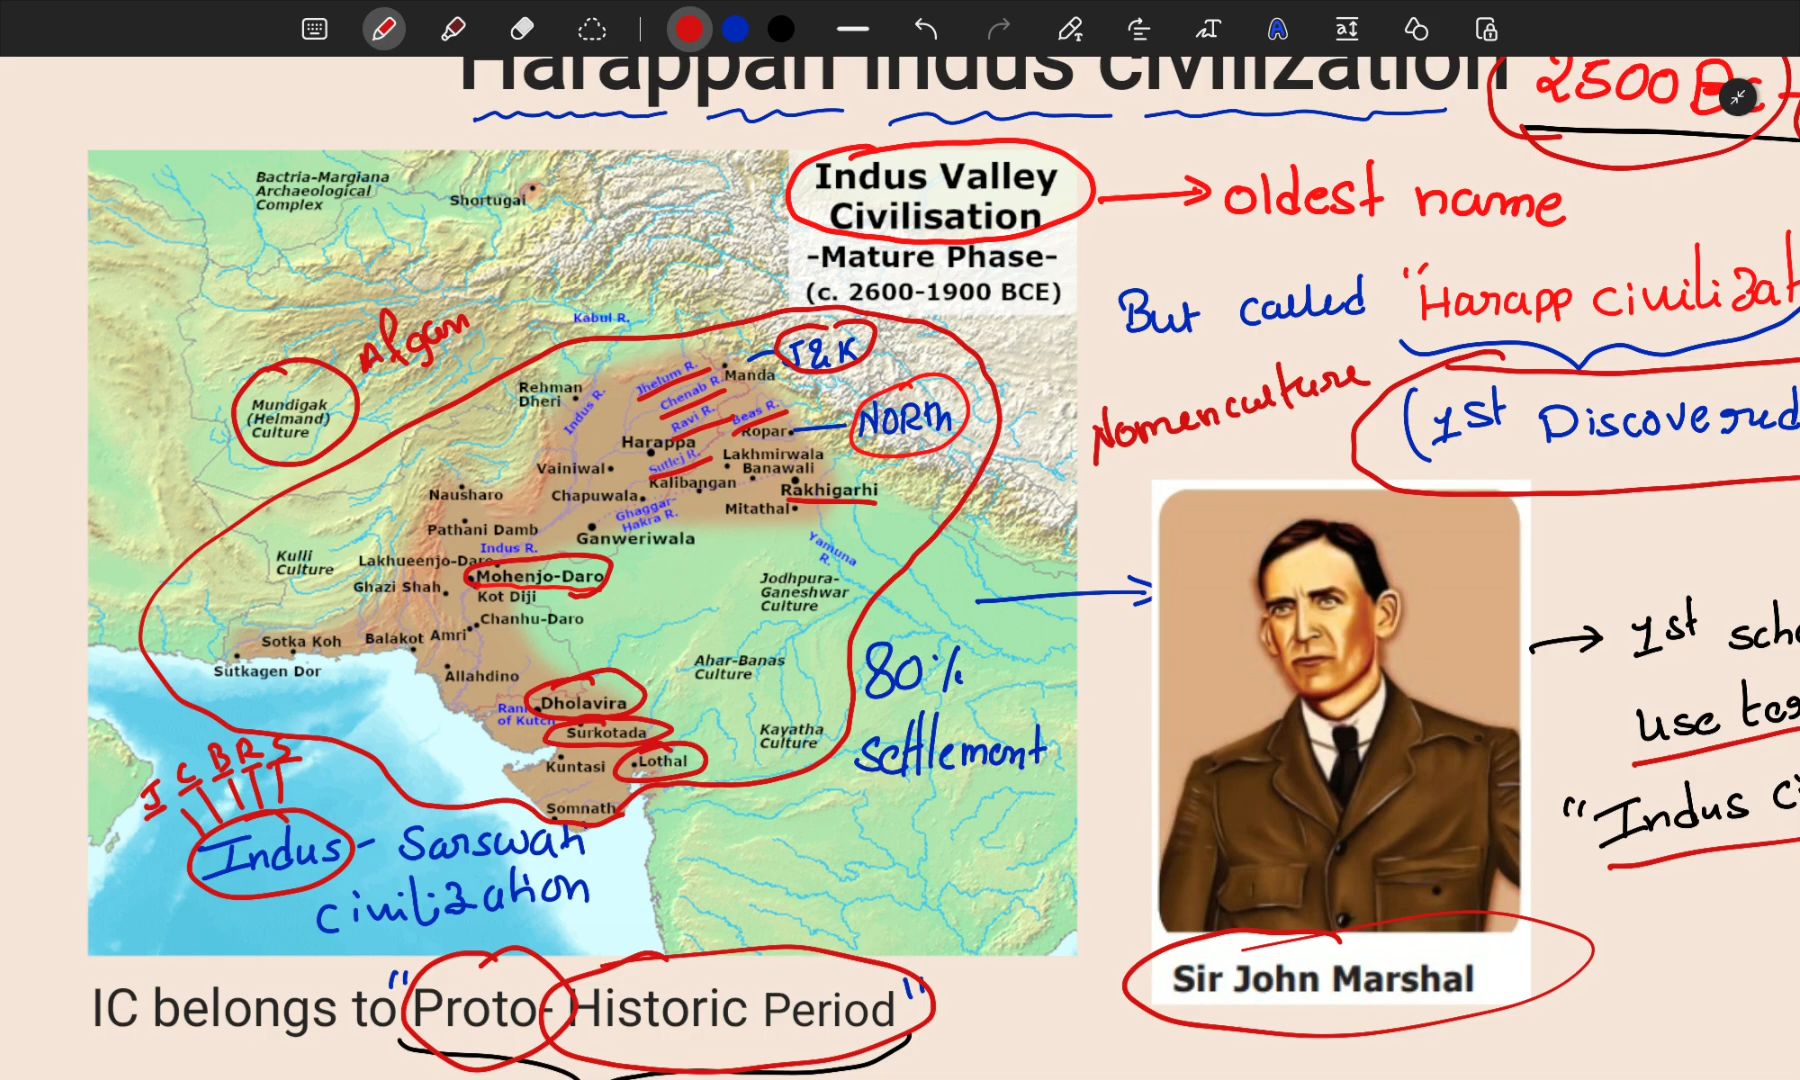 Harappan Indus civilization
2500 BC
Indus Valley
Civilisation
-Mature Phase-
(c. 2600-1900 BCE)
→ oldest name
But called "Harapp civilizat
Nomenculture
(1st Discovered
Bactria-Margiana
Archaeological
Complex
Shortugai
Kabul R.
Afgan
J & K
Manda
Jhelum R.
Chenab R.
Ravi R.
Beas R.
Rehman
Dheri
Indus R.
Mundigak
(Helmand)
Culture
NORTh
Ropar
Harappa
Sutlej R.
Lakhmirwala
Banawali
Vainiwal
Kalibangan
Rakhigarhi
Nausharo
Chapuwala
Mitathal
Ghaggar-
Hakra R.
Pathani Damb
Ganweriwala
Yamuna
R.
Indus R.
Kulli
Culture
Lakhueenjo-Daro
Mohenjo-Daro
Ghazi Shah
Kot Diji
Jodhpura-
Ganeshwar
Culture
Chanhu-Daro
Sotka Koh
Balakot
Amri
Sutkagen Dor
Allahdino
Ahar-Banas
Culture
80%
settlement
Dholavira
Rann
of Kutch
Surkotada
Kayatha
Culture
Kuntasi
Lothal
Somnath
J C B R S
Indus - Sarswati
civilization
→ 1st sch
use ter
"Indus ci
Sir John Marshal
IC belongs to "Proto-Historic Period"